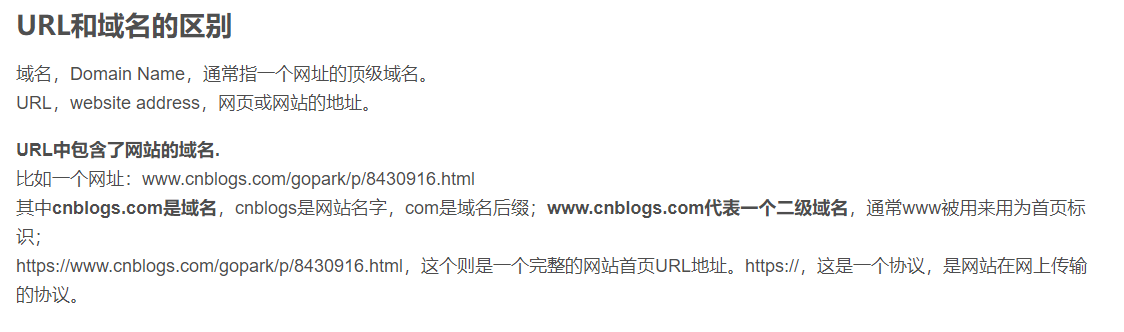 URL和域名的区别
域名，Domain Name，通常指一个网址的顶级域名。
URL，website address，网页或网站的地址。
URL中包含了网站的域名.
比如一个网址：www.cnblogs.com/gopark/p/8430916.html
其中cnblogs.com是域名，cnblogs是网站名字，com是域名后缀；www.cnblogs.com代表一个二级域名，通常www被用来用为首页标
识；
https://www.cnblogs.com/gopark/p/8430916.html，这个则是一个完整的网站首页URL地址。https://，这是一个协议，是网站在网上传输
的协议。